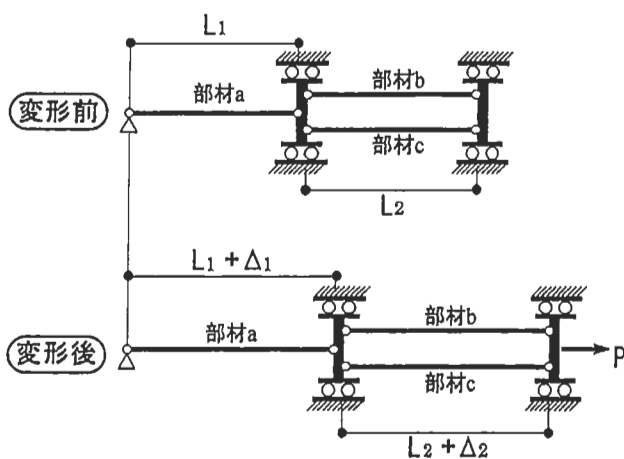 L₁
部材a
部材b
変形前
部材c
L₂
L₁ + Δ₁
部材a
部材b
変形後
P
部材c
L₂ + Δ₂